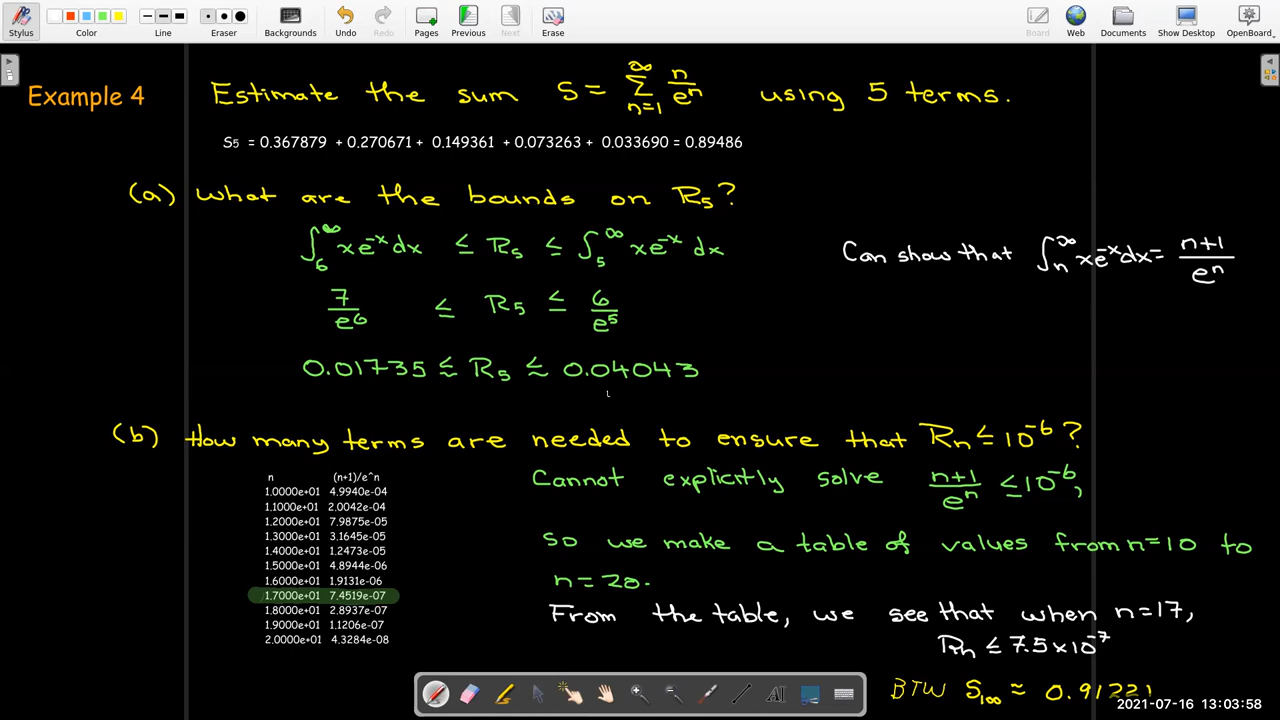 Stylus Color Line Eraser Backgrounds Undo Redo Pages Previous Next Erase Board Web Documents Show Desktop OpenBoard
Example 4 Estimate the sum S = ∑_{n=1}^{∞} n/eⁿ using 5 terms.
S5 = 0.367879 + 0.270671 + 0.149361 + 0.073263 + 0.033690 = 0.89486
(a) What are the bounds on R₅?
∫_6^∞ xe^{-x}dx ≤ R₅ ≤ ∫_5^∞ xe^{-x} dx
Can show that ∫_n^∞ xe^{-x}dx = n+1/eⁿ
7/e⁶ ≤ R₅ ≤ 6/e⁵
0.01735 ≲ R₅ ≲ 0.04043
(b) How many terms are needed to ensure that Rn ≤ 10⁻⁶?
n (n+1)/e^n
1.0000e+01 4.9940e-04
1.1000e+01 2.0042e-04
1.2000e+01 7.9875e-05
1.3000e+01 3.1645e-05
1.4000e+01 1.2473e-05
1.5000e+01 4.8944e-06
1.6000e+01 1.9131e-06
1.7000e+01 7.4519e-07
1.8000e+01 2.8937e-07
1.9000e+01 1.1206e-07
2.0000e+01 4.3284e-08
Cannot explicitly solve n+1/eⁿ ≤ 10⁻⁶,
so we make a table of values from n=10 to
n=20.
From the table, we see that when n=17,
Rn ≤ 7.5x10⁻⁷
BTW S₁₀₀ ≈ 0.91221
2021-07-16 13:03:58